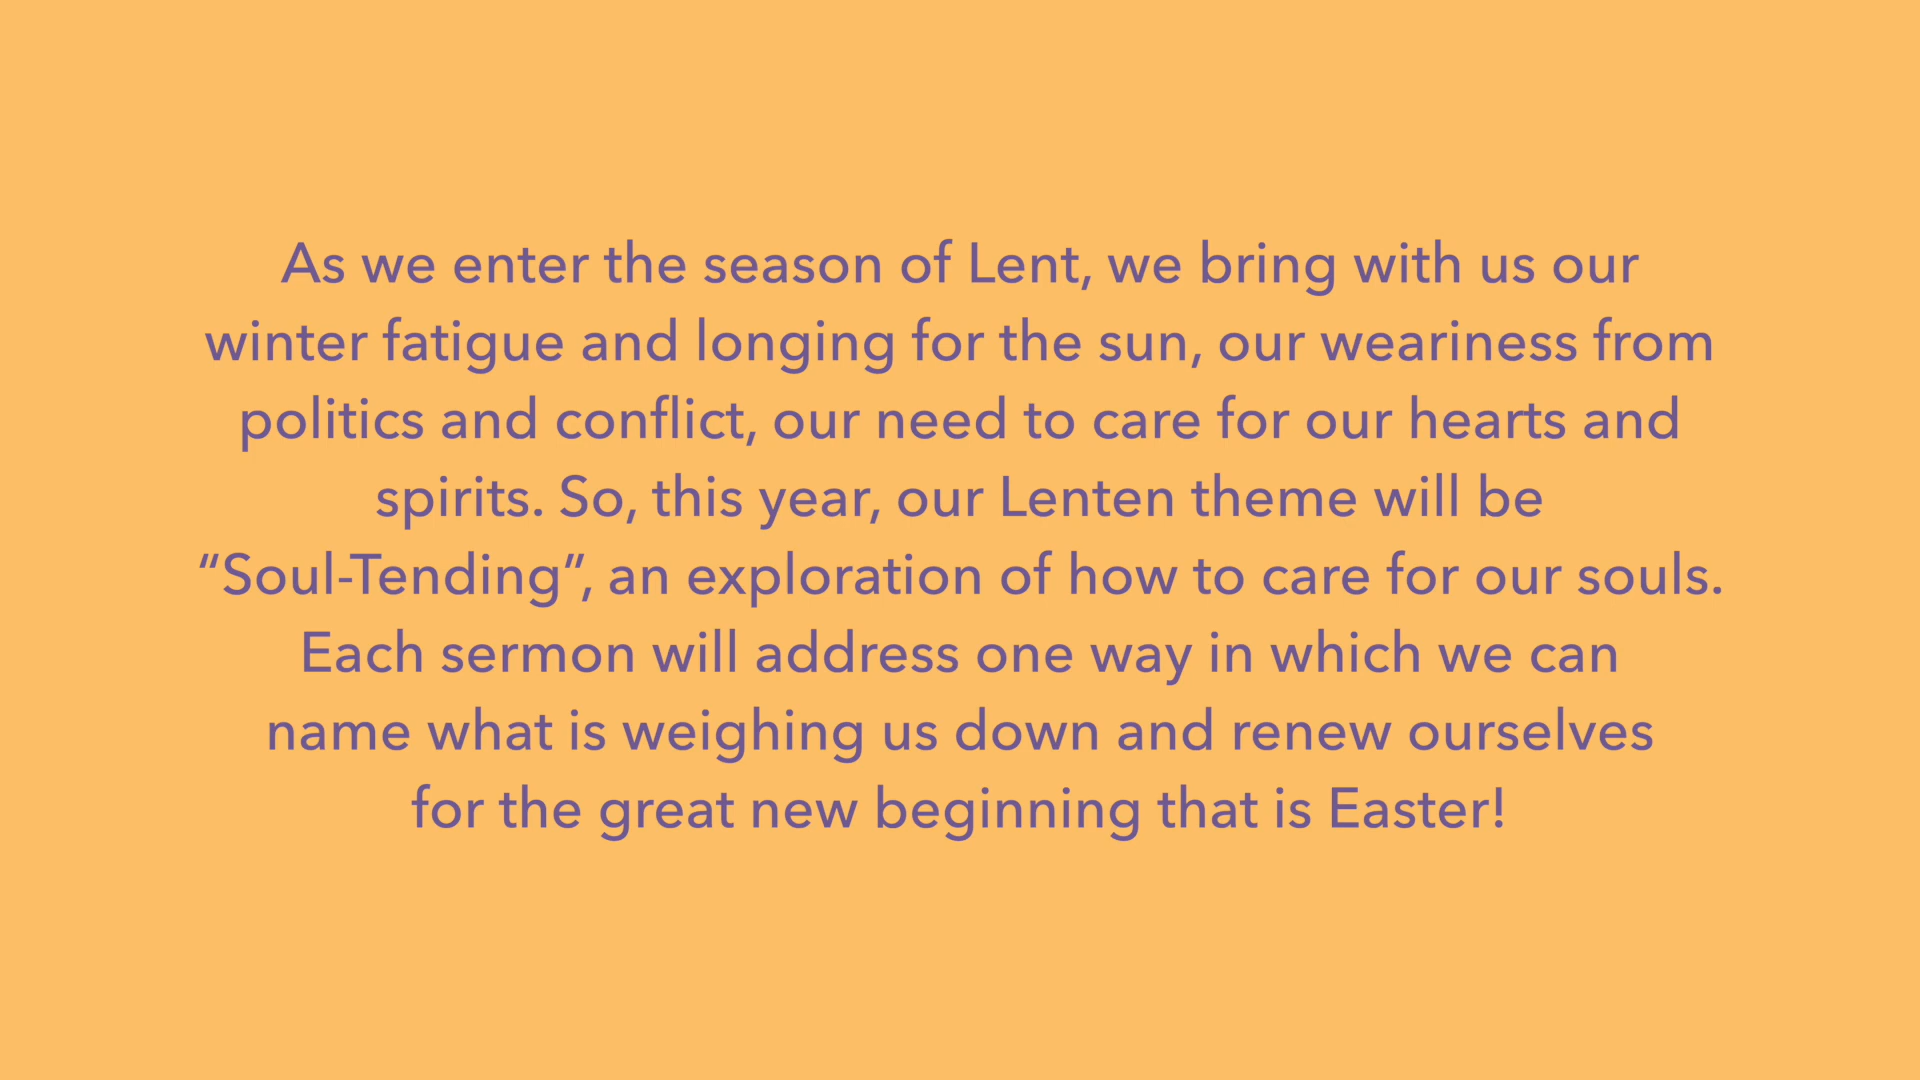 As we enter the season of Lent, we bring with us our
winter fatigue and longing for the sun, our weariness from
politics and conflict, our need to care for our hearts and
spirits. So, this year, our Lenten theme will be
“Soul-Tending”, an exploration of how to care for our souls.
Each sermon will address one way in which we can
name what is weighing us down and renew ourselves
for the great new beginning that is Easter!